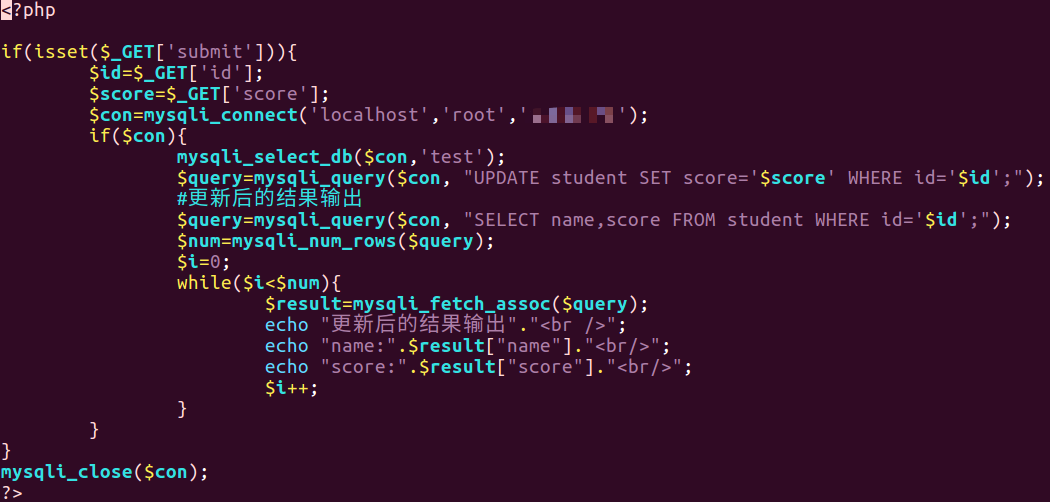 <?php
if(isset($_GET['submit'])){
$id=$_GET['id'];
$score=$_GET['score'];
$con=mysqli_connect('localhost','root','');
if($con){
mysqli_select_db($con,'test');
$query=mysqli_query($con, "UPDATE student SET score='$score' WHERE id='$id';");
#更新后的结果输出
$query=mysqli_query($con, "SELECT name,score FROM student WHERE id='$id';");
$num=mysqli_num_rows($query);
$i=0;
while($i<$num){
$result=mysqli_fetch_assoc($query);
echo "更新后的结果输出"."<br />";
echo "name:".$result["name"]."<br/>";
echo "score:".$result["score"]."<br/>";
$i++;
}
}
}
mysqli_close($con);
?>